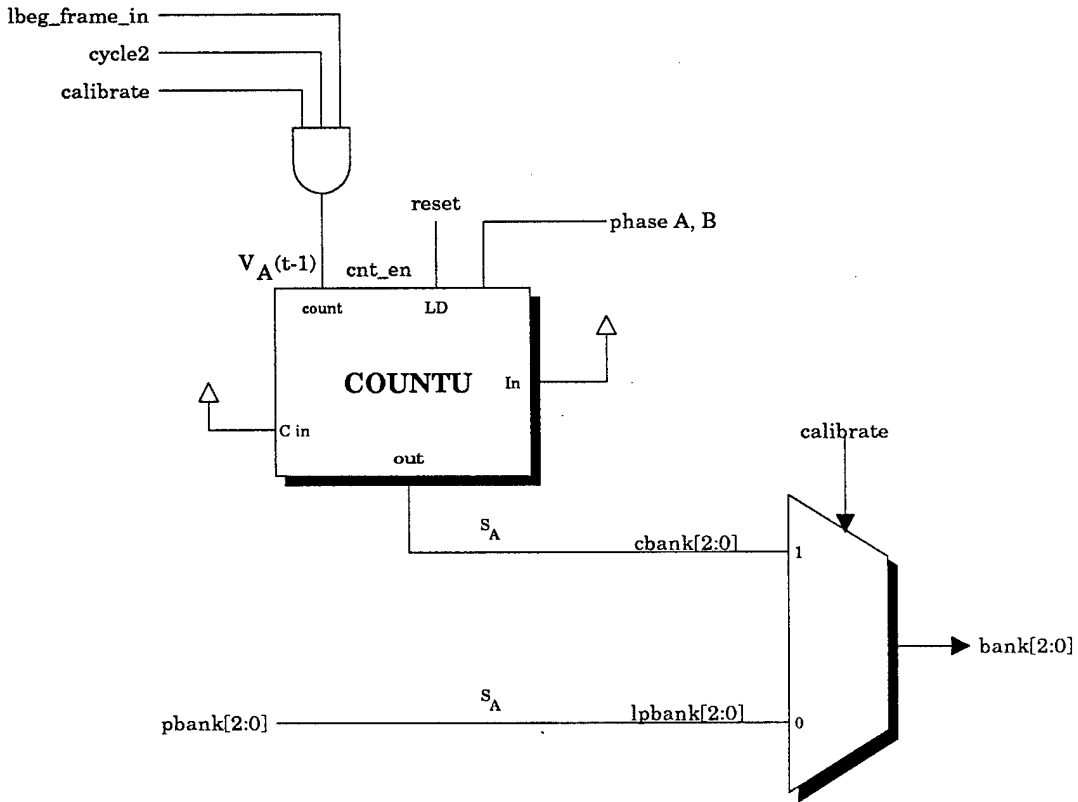 lbeg_frame_in
cycle2
calibrate
reset
phase A, B
V_A(t-1)
cnt_en
count
LD
COUNTU
In
C in
out
calibrate
S_A
cbank[2:0]
1
bank[2:0]
S_A
pbank[2:0]
lpbank[2:0]
0